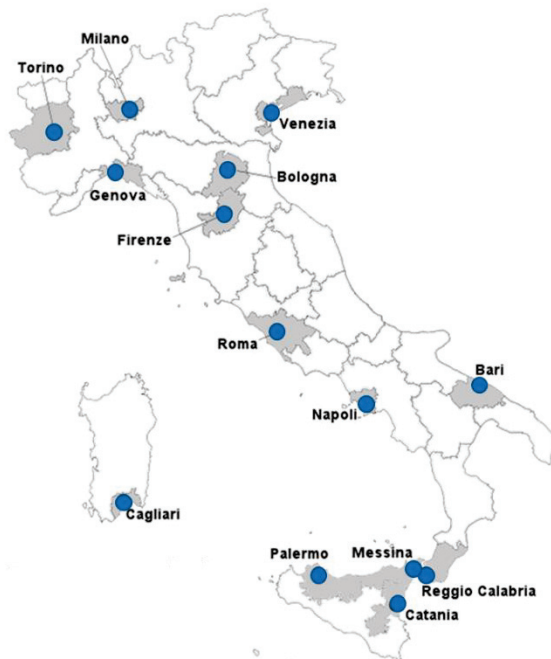 Milano
Torino
Venezia
Bologna
Genova
Firenze
Roma
Bari
Napoli
Cagliari
Palermo
Messina
Reggio Calabria
Catania